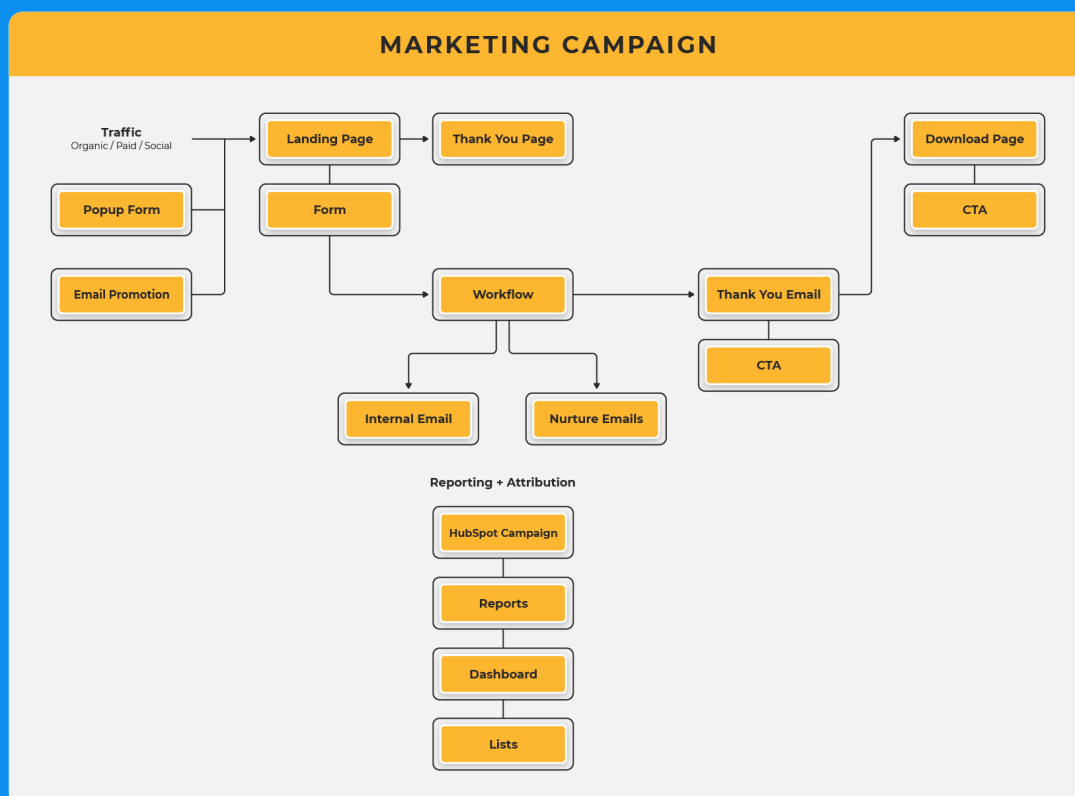 MARKETING CAMPAIGN
Traffic
Organic / Paid / Social
Landing Page
Thank You Page
Download Page
Popup Form
Form
CTA
Email Promotion
Workflow
Thank You Email
CTA
Internal Email
Nurture Emails
Reporting + Attribution
HubSpot Campaign
Reports
Dashboard
Lists